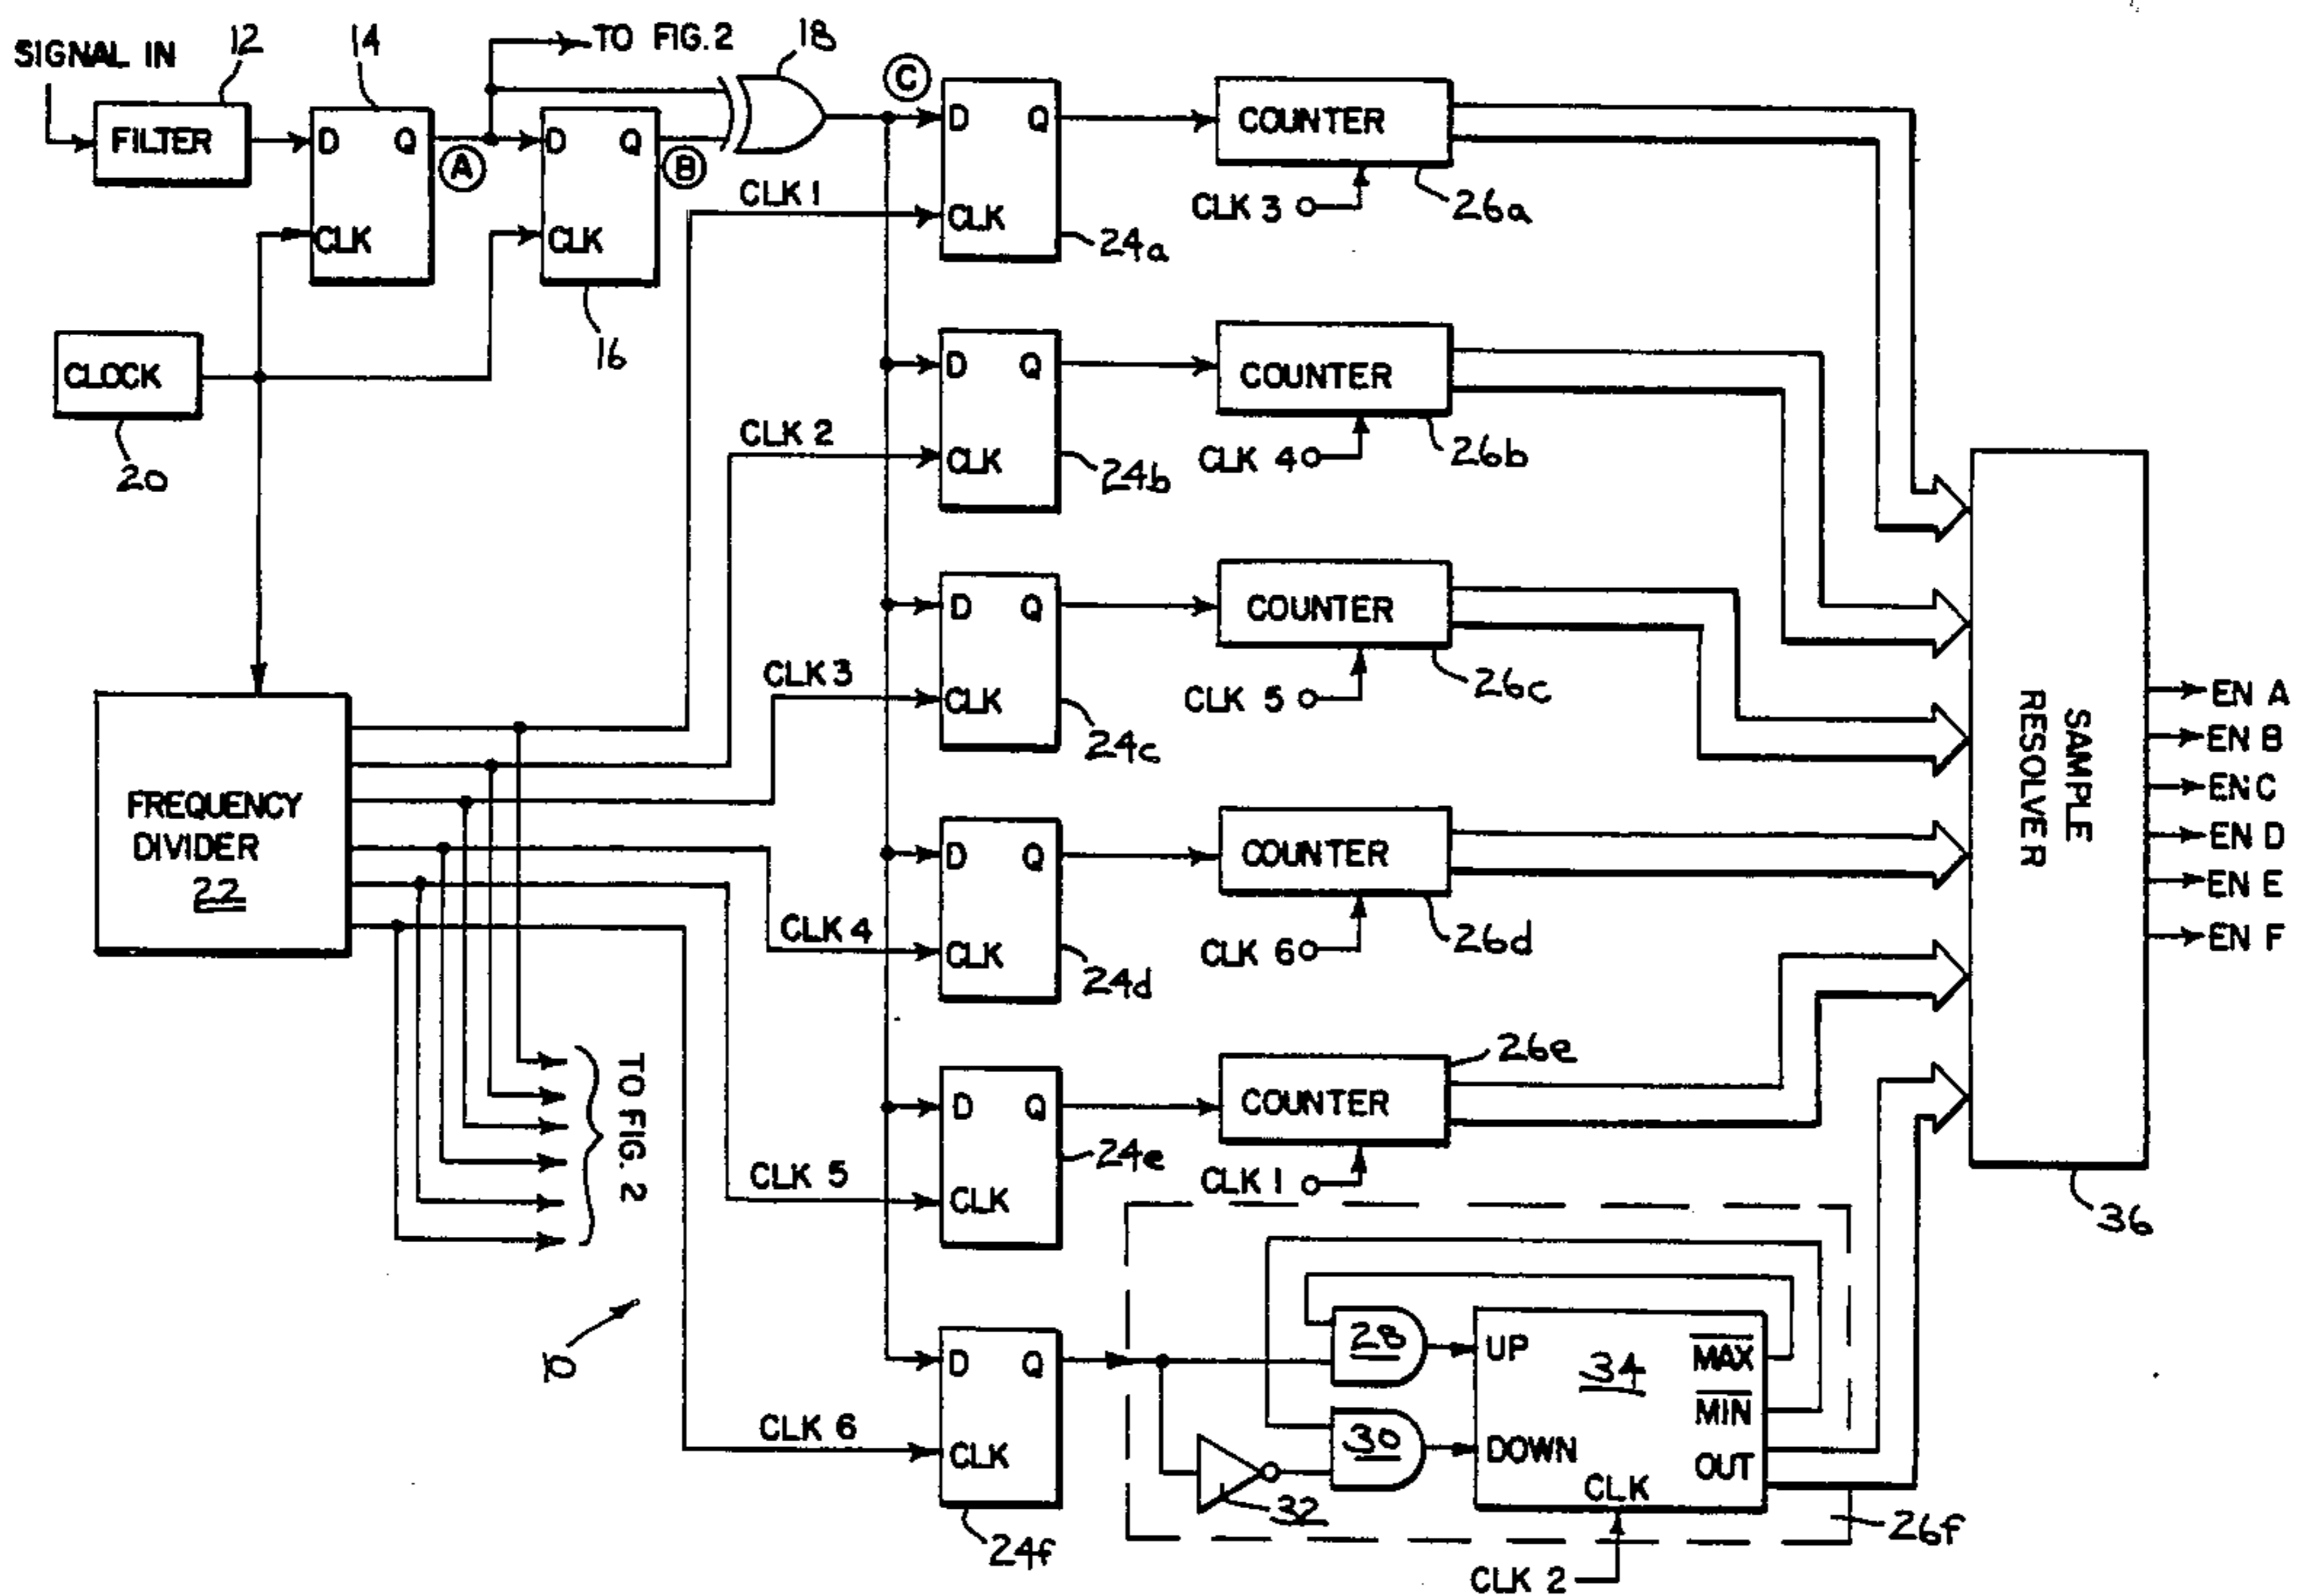 SIGNAL IN
12
14
TO FIG. 2
18
C
FILTER
D Q
A
CLK
D Q
B
CLK
16
CLOCK
20
CLK 1
D Q
CLK
24a
COUNTER
CLK 3
26a
CLK 2
D Q
CLK
24b
COUNTER
CLK 4
26b
CLK 3
D Q
CLK
24c
COUNTER
CLK 5
26c
FREQUENCY
DIVIDER
22
CLK 4
D Q
CLK
24d
COUNTER
CLK 6
26d
TO FIG. 2
CLK 5
D Q
CLK
24e
COUNTER
CLK 1
26e
10
CLK 6
D Q
CLK
24f
28
30
32
UP
34
MAX
MIN
DOWN
OUT
CLK
CLK 2
26f
SAMPLE
RESOLVER
36
EN A
EN B
EN C
EN D
EN E
EN F